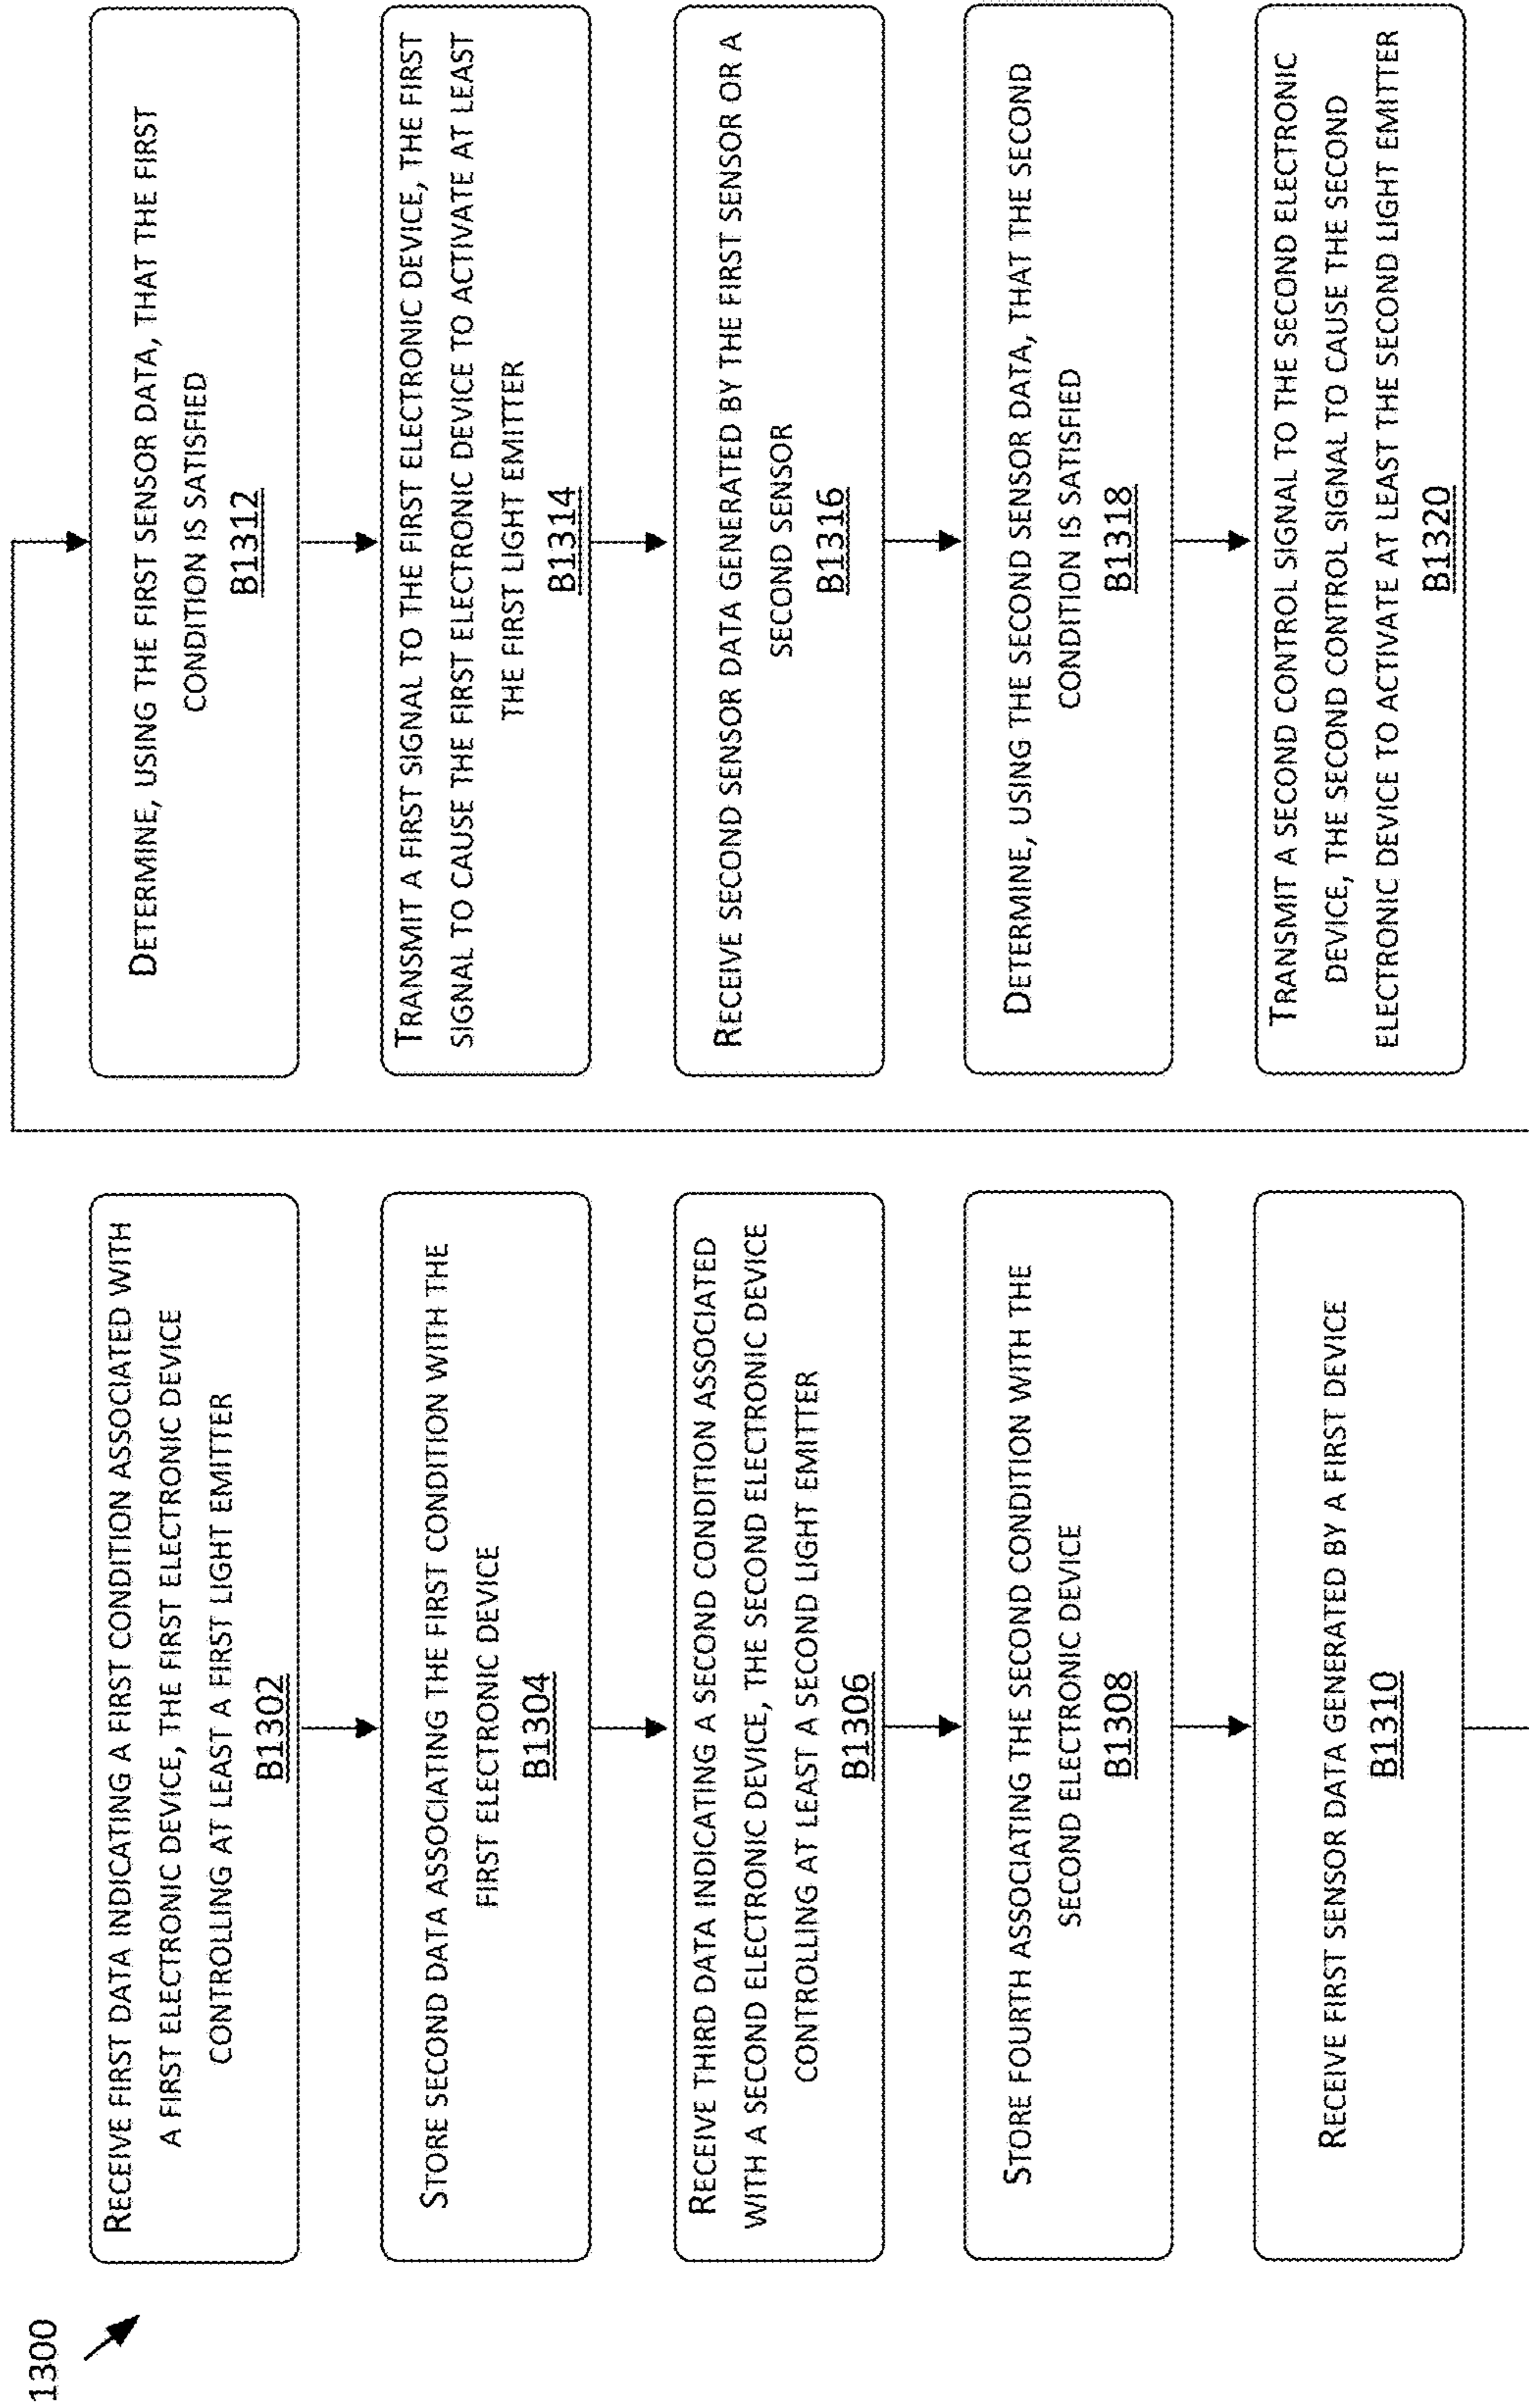 1300
RECEIVE FIRST DATA INDICATING A FIRST CONDITION ASSOCIATED WITH
A FIRST ELECTRONIC DEVICE, THE FIRST ELECTRONIC DEVICE
CONTROLLING AT LEAST A FIRST LIGHT EMITTER
B1302
STORE SECOND DATA ASSOCIATING THE FIRST CONDITION WITH THE
FIRST ELECTRONIC DEVICE
B1304
RECEIVE THIRD DATA INDICATING A SECOND CONDITION ASSOCIATED
WITH A SECOND ELECTRONIC DEVICE, THE SECOND ELECTRONIC DEVICE
CONTROLLING AT LEAST A SECOND LIGHT EMITTER
B1306
STORE FOURTH ASSOCIATING THE SECOND CONDITION WITH THE
SECOND ELECTRONIC DEVICE
B1308
RECEIVE FIRST SENSOR DATA GENERATED BY A FIRST DEVICE
B1310
DETERMINE, USING THE FIRST SENSOR DATA, THAT THE FIRST
CONDITION IS SATISFIED
B1312
TRANSMIT A FIRST SIGNAL TO THE FIRST ELECTRONIC DEVICE, THE FIRST
SIGNAL TO CAUSE THE FIRST ELECTRONIC DEVICE TO ACTIVATE AT LEAST
THE FIRST LIGHT EMITTER
B1314
RECEIVE SECOND SENSOR DATA GENERATED BY THE FIRST SENSOR OR A
SECOND SENSOR
B1316
DETERMINE, USING THE SECOND SENSOR DATA, THAT THE SECOND
CONDITION IS SATISFIED
B1318
TRANSMIT A SECOND CONTROL SIGNAL TO THE SECOND ELECTRONIC
DEVICE, THE SECOND CONTROL SIGNAL TO CAUSE THE SECOND
ELECTRONIC DEVICE TO ACTIVATE AT LEAST THE SECOND LIGHT EMITTER
B1320